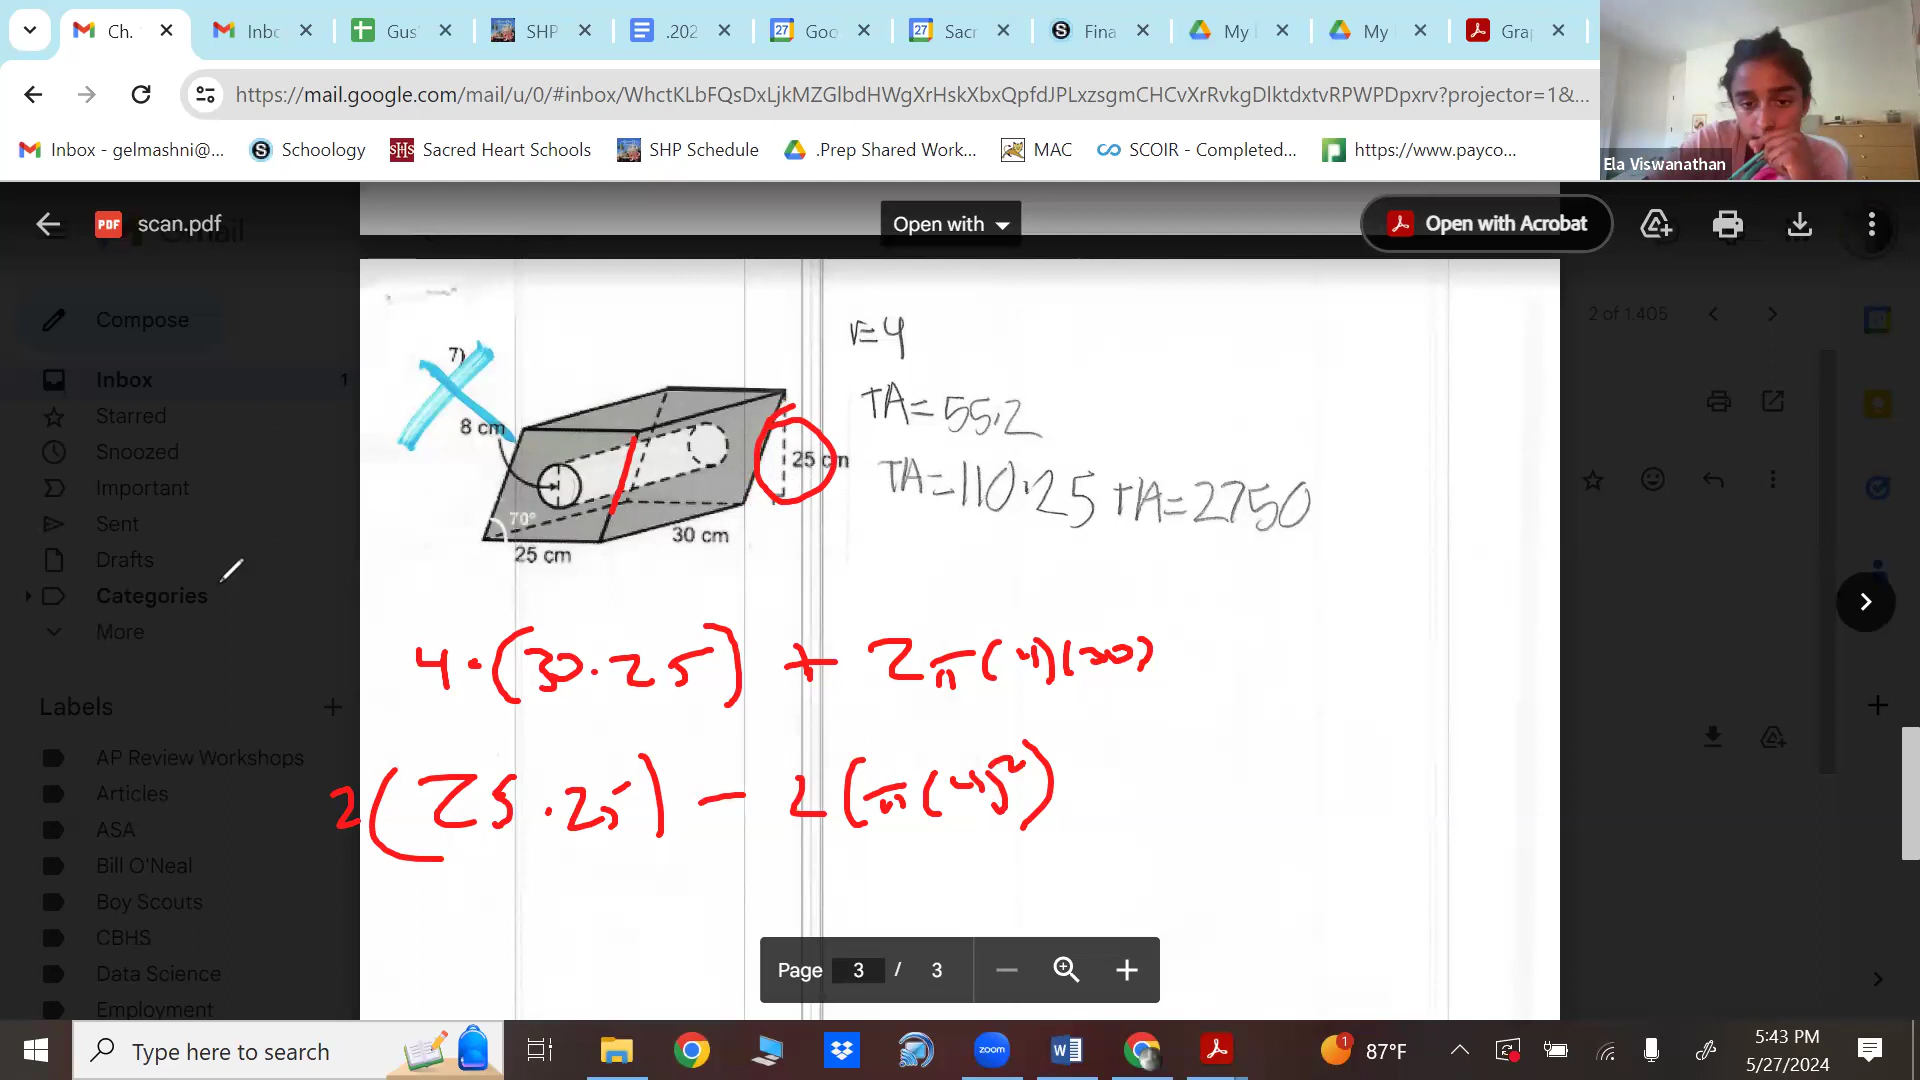 Ch.
Inbo
Gus
SHP
.202
Goo
Sacr
Fina
My
My
Gra
https://mail.google.com/mail/u/0/#inbox/WhctKLbFQsDxLjkMZGlbdHWgXrHskXbxQpfdJPLxzsgmCHCvXrRvkgDlktdxtvRPWPDpxrv?projector=1&...
Inbox - gelmashni@...
Schoology
Sacred Heart Schools
SHP Schedule
.Prep Shared Work...
MAC
SCOIR - Completed...
https://www.payco...
Ela Viswanathan
PDF scan.pdf
Open with
Open with Acrobat
Compose
2 of 1,405
Inbox 1
Starred
Snoozed
Important
Sent
Drafts
Categories
More
Labels
AP Review Workshops
Articles
ASA
Bill O'Neal
Boy Scouts
CBHS
Data Science
Employment
7)
8 cm
25 cm
70°
25 cm
30 cm
r=4
TA=55.2
TA=110·25 TA=2750
4·(30·25) + 2π(4)(30)
2(25·25) - 2(π(4)²)
Page 3 / 3
Type here to search
zoom
1
87°F
5:43 PM
5/27/2024